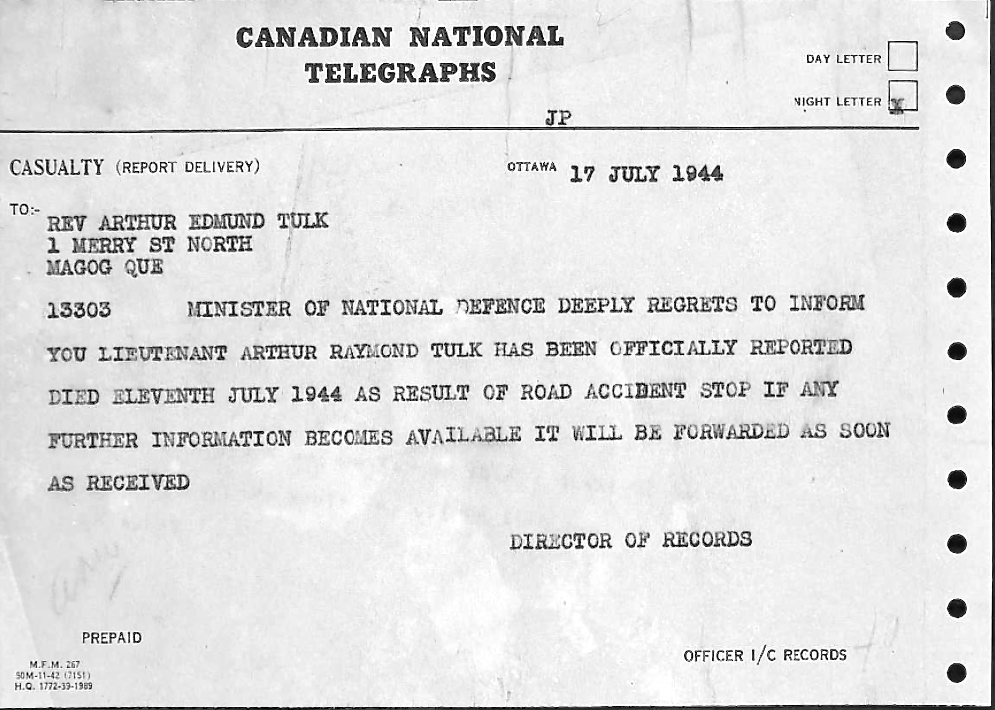 CANADIAN NATIONAL
TELEGRAPHS
DAY LETTER
NIGHT LETTER X
JP
CASUALTY (REPORT DELIVERY)
OTTAWA 17 JULY 1944
TO:-
REV ARTHUR EDMUND TULK
1 MERRY ST NORTH
MAGOG QUE
13303 MINISTER OF NATIONAL DEFENCE DEEPLY REGRETS TO INFORM
YOU LIEUTENANT ARTHUR RAYMOND TULK HAS BEEN OFFICIALLY REPORTED
DIED ELEVENTH JULY 1944 AS RESULT OF ROAD ACCIDENT STOP IF ANY
FURTHER INFORMATION BECOMES AVAILABLE IT WILL BE FORWARDED AS SOON
AS RECEIVED
DIRECTOR OF RECORDS
PREPAID
OFFICER I/C RECORDS
M.F.M. 267
50M-11-42 (7151)
H.Q. 1772-39-1989